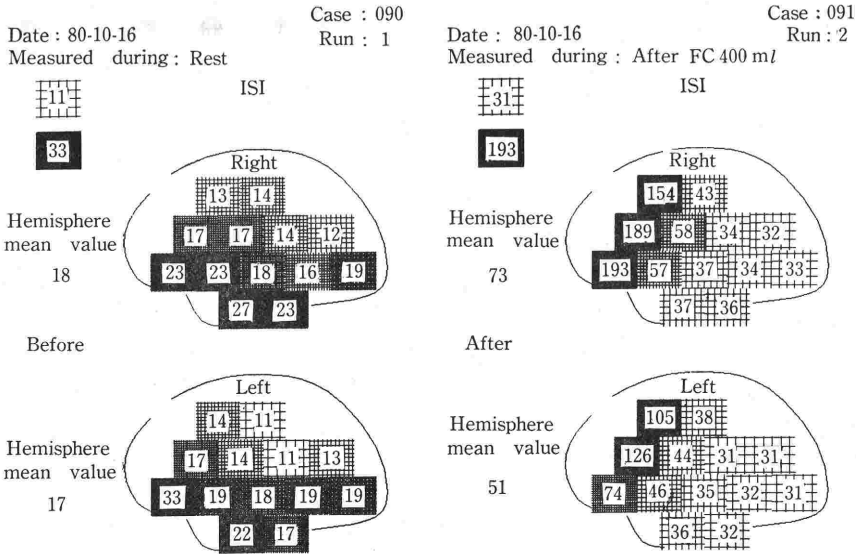 Case : 090
Date : 80-10-16
Run : 1
Measured during : Rest
11
ISI
33
Right
13 14
Hemisphere
mean value
17 17 14 12
18
23 23 18 16 19
27 23
Before
Left
14 11
Hemisphere
mean value
17 14 11 13
17
33 19 18 19 19
22 17
Case : 091
Date : 80-10-16
Run : 2
Measured during : After FC 400 ml
31
ISI
193
Right
154 43
Hemisphere
mean value
189 58 34 32
73
193 57 37 34 33
37 36
After
Left
105 38
Hemisphere
mean value
126 44 31 31
51
74 46 35 32 31
36 32